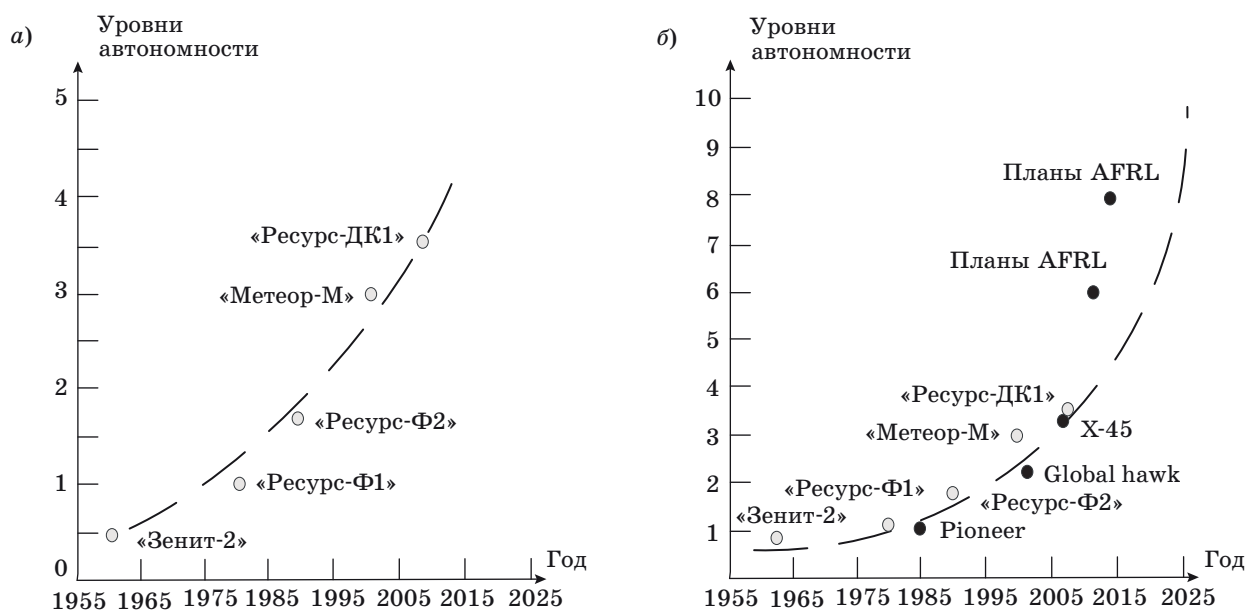 а)
Уровни
автономности
5
4
«Ресурс-ДК1»
«Метеор-М»
3
2
«Ресурс-Ф2»
1
«Ресурс-Ф1»
«Зенит-2»
0
Год
1955 1965 1975 1985 1995 2005 2015 2025
б)
Уровни
автономности
10
9
Планы AFRL
8
7
Планы AFRL
6
5
4
«Ресурс-ДК1»
X-45
«Метеор-М»
3
Global hawk
2
«Ресурс-Ф1»
«Ресурс-Ф2»
«Зенит-2»
1
Pioneer
Год
1955 1965 1975 1985 1995 2005 2015 2025